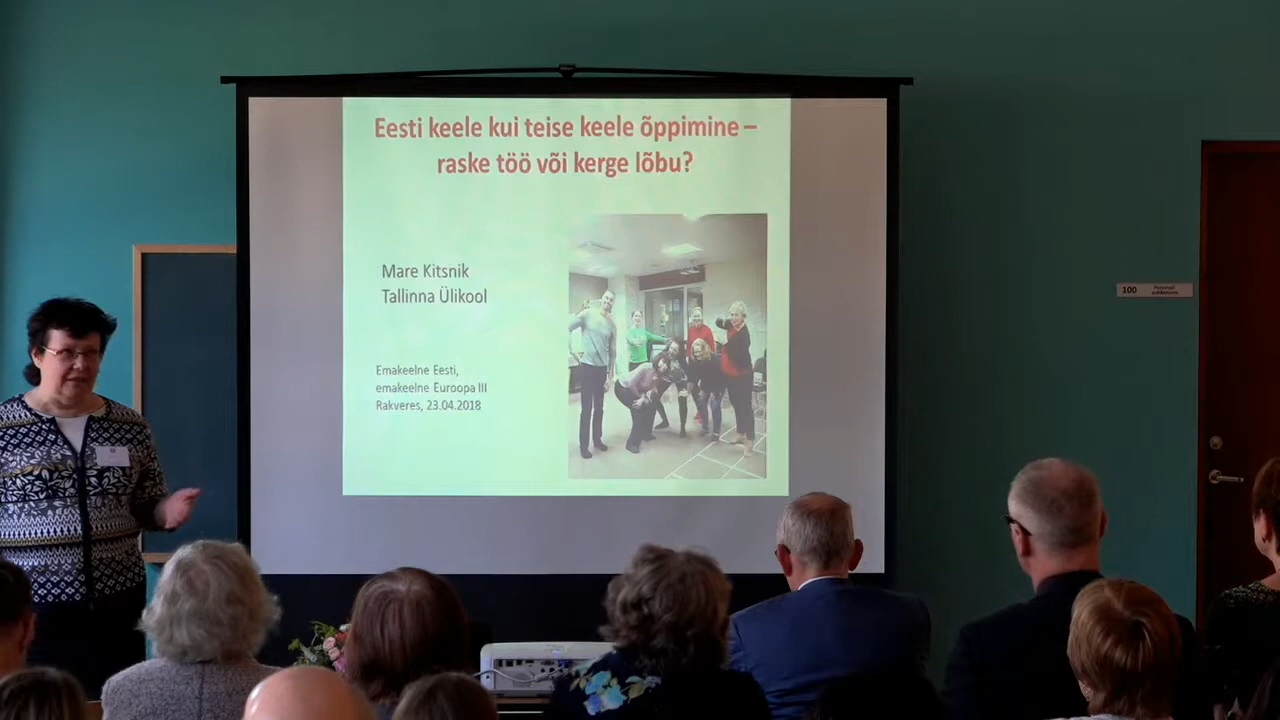 Eesti keele kui teise keele õppimine –
raske töö või kerge lõbu?
Mare Kitsnik
Tallinna Ülikool
Emakeelne Eesti,
emakeelne Euroopa III
Rakveres, 23.04.2018
100